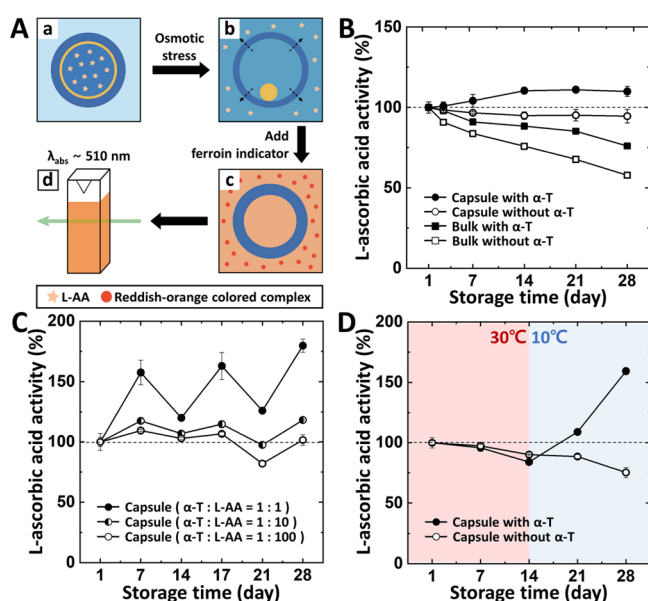 A
a
Osmotic
stress
b
Add
ferroin indicator
c
d
λabs ~ 510 nm
L-AA
Reddish-orange colored complex
B
L-ascorbic acid activity (%)
150
100
50
0
Capsule with α-T
Capsule without α-T
Bulk with α-T
Bulk without α-T
1 7 14 21 28
Storage time (day)
C
L-ascorbic acid activity (%)
200
150
100
50
0
Capsule ( α-T : L-AA = 1 : 1 )
Capsule ( α-T : L-AA = 1 : 10 )
Capsule ( α-T : L-AA = 1 : 100 )
1 7 14 17 21 28
Storage time (day)
D
L-ascorbic acid activity (%)
200
150
100
50
0
30℃ 10℃
Capsule with α-T
Capsule without α-T
1 7 14 21 28
Storage time (day)